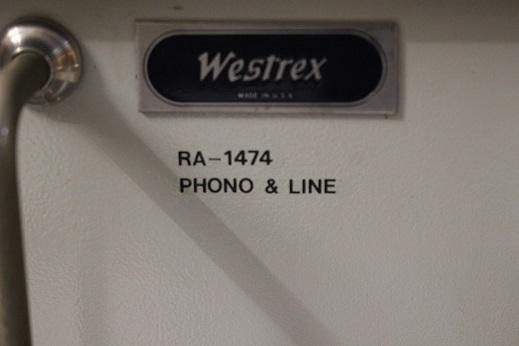 Westrex
MADE IN U.S.A.
RA-1474
PHONO & LINE